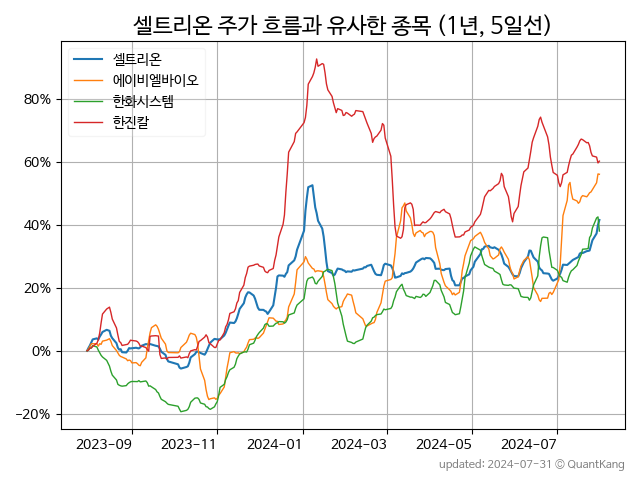 셀트리온 주가 흐름과 유사한 종목 (1년, 5일선)
셀트리온
에이비엘바이오
한화시스템
한진칼
80%
60%
40%
20%
0%
−20%
2023-09
2023-11
2024-01
2024-03
2024-05
2024-07
updated: 2024-07-31 © QuantKang